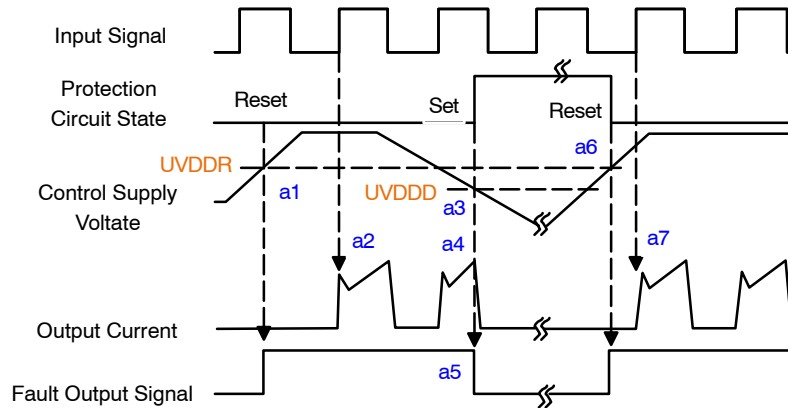 Input Signal
Protection
Circuit State
Reset
Set
Reset
UVDDR
a6
Control Supply
Voltate
a1
UVDDD
a3
a2
a4
a7
Output Current
a5
Fault Output Signal